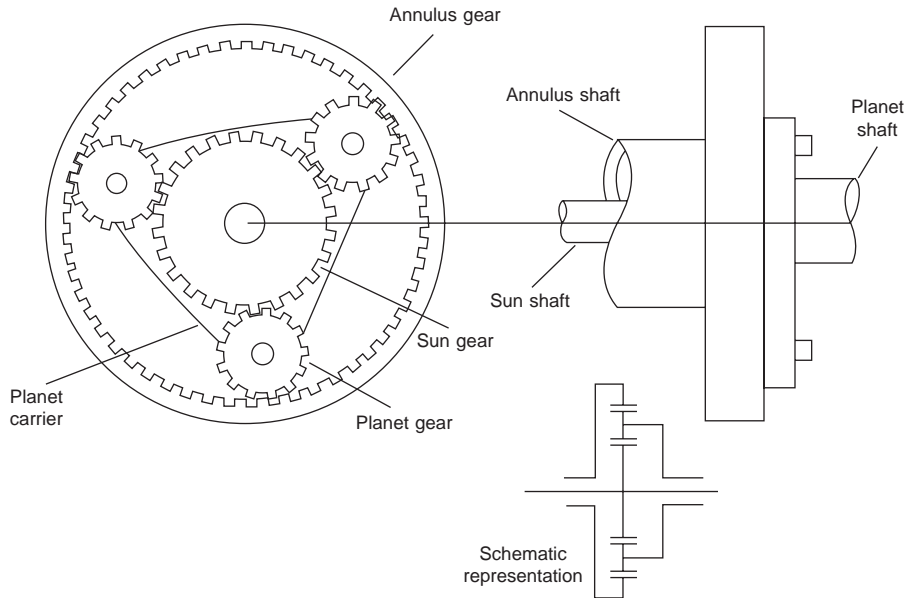 Annulus gear
Annulus shaft
Planet
shaft
Sun shaft
Sun gear
Planet
carrier
Planet gear
Schematic
representation